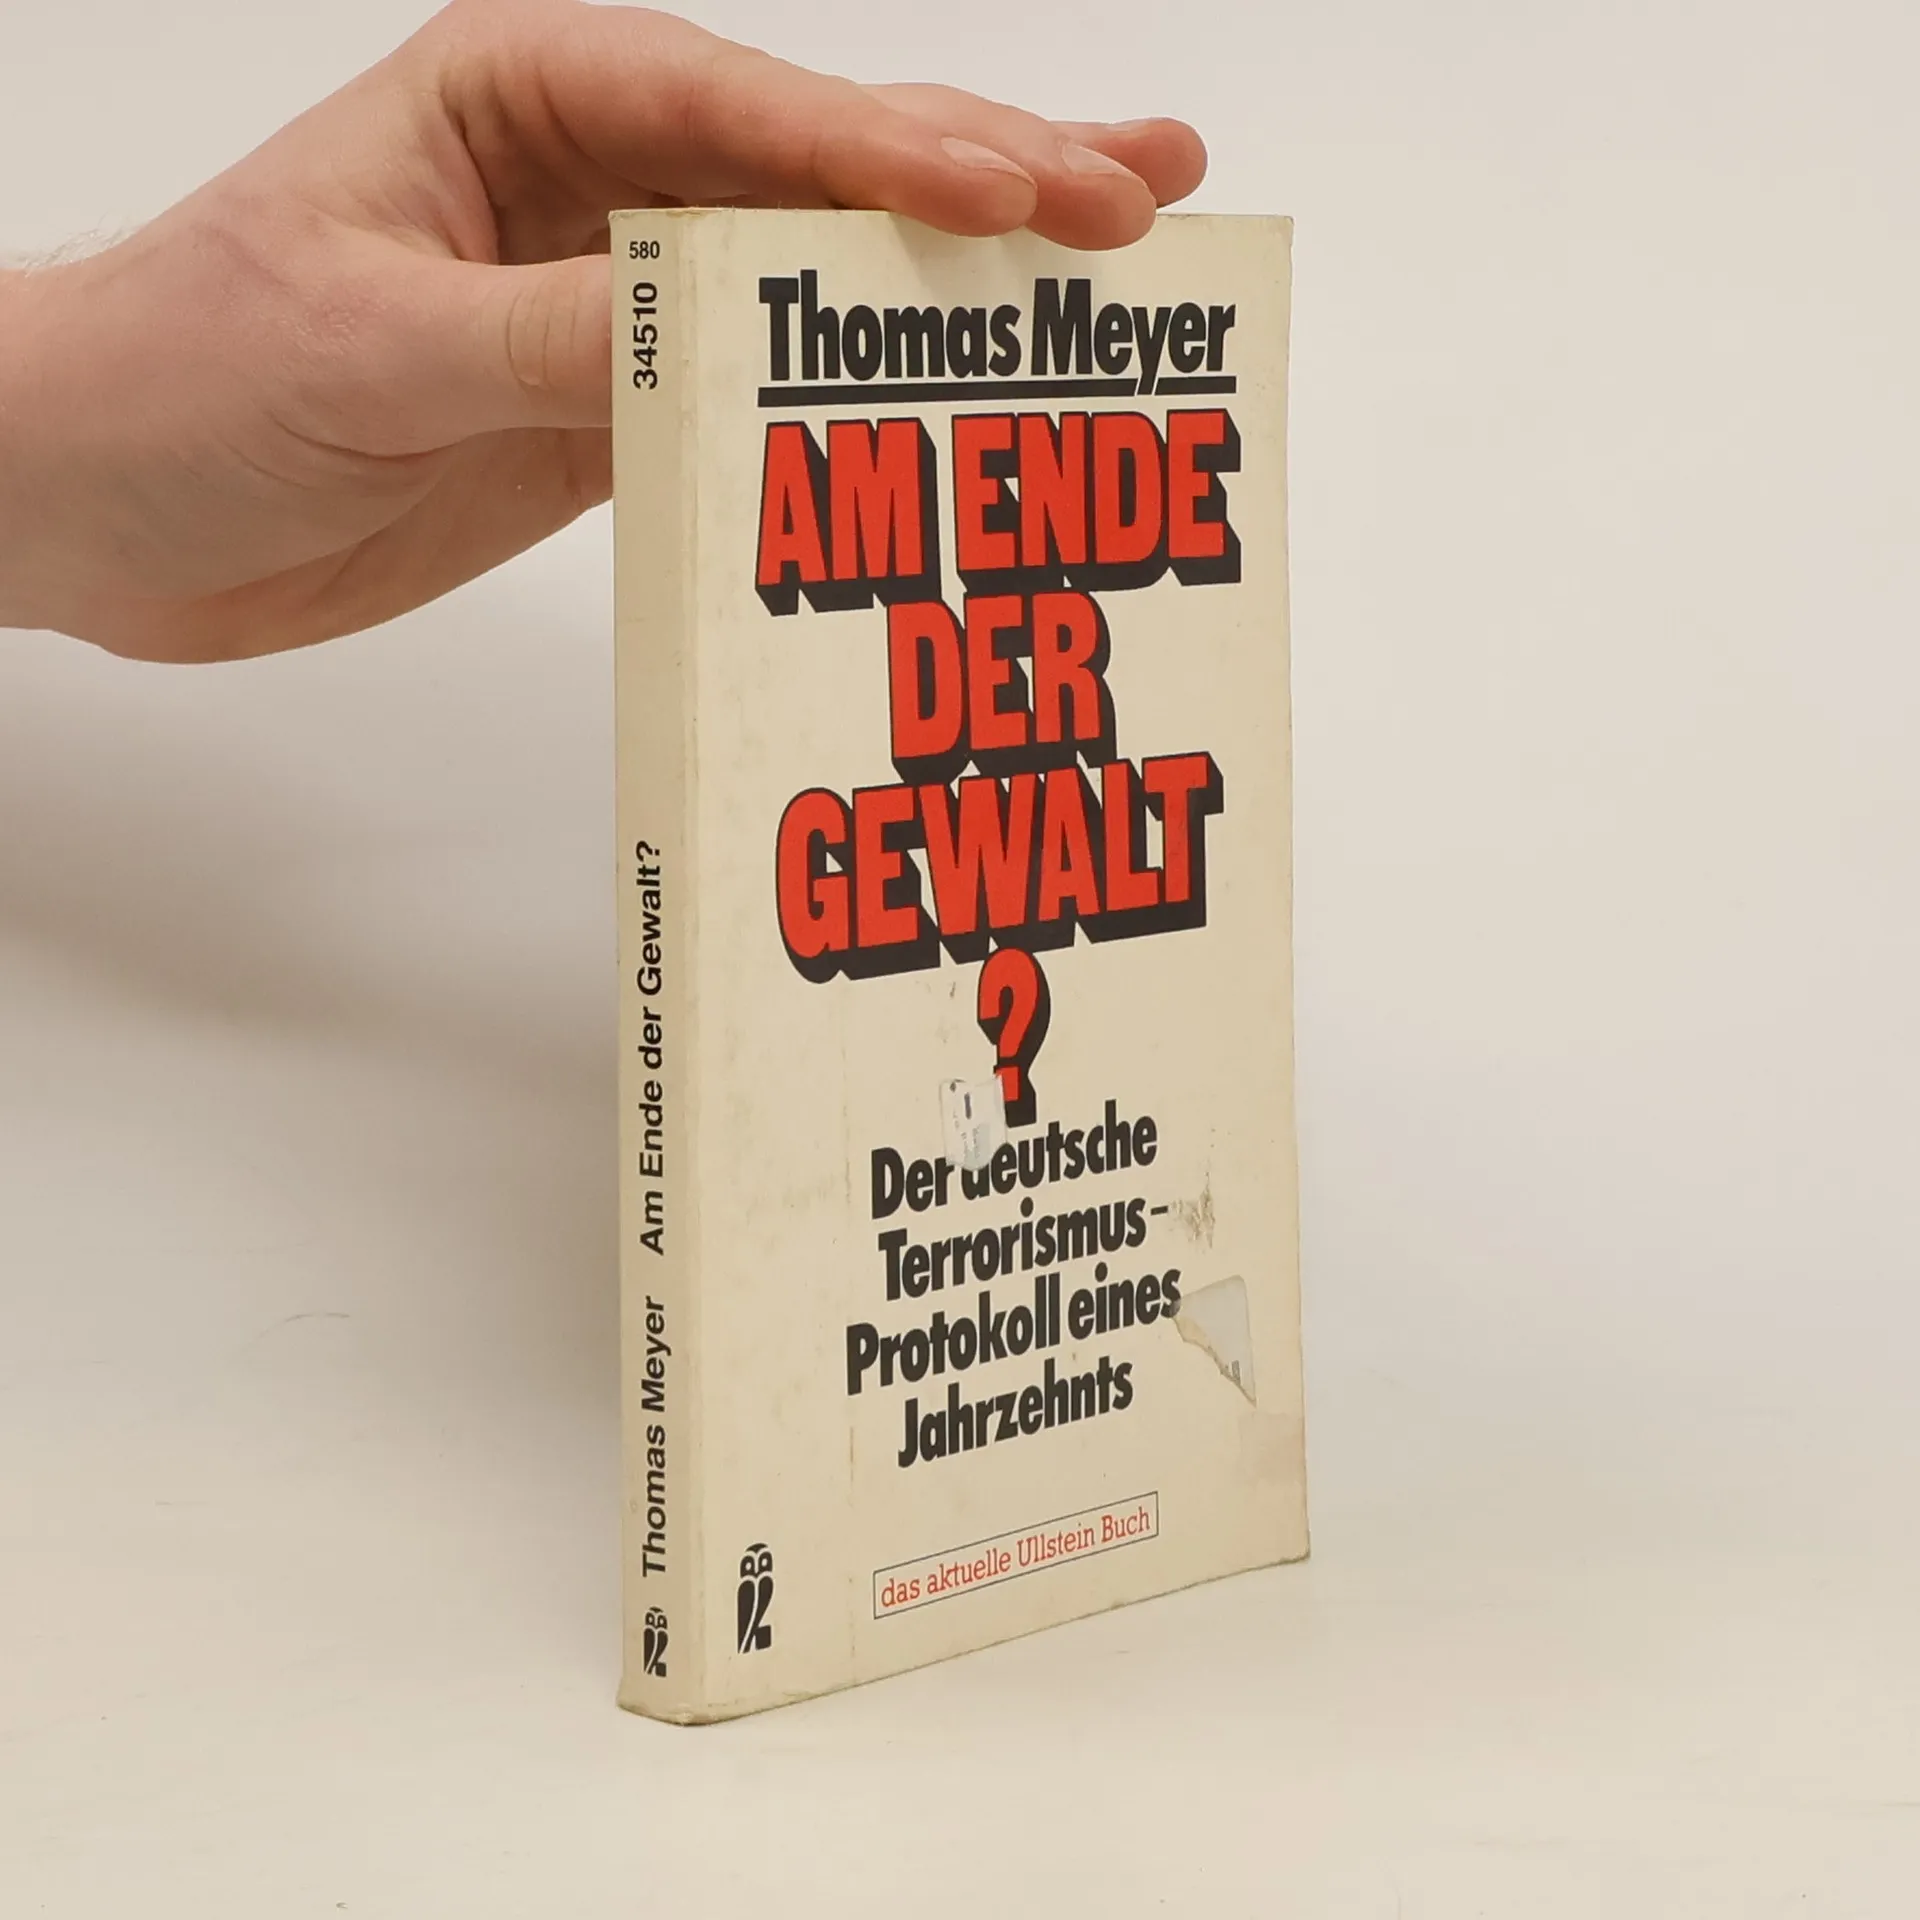 580
34510
Thomas Meyer Am Ende der Gewalt?
Thomas Meyer
AM ENDE
DER
GEWALT
?
Der deutsche
Terrorismus –
Protokoll eines
Jahrzehnts
das aktuelle Ullstein Buch